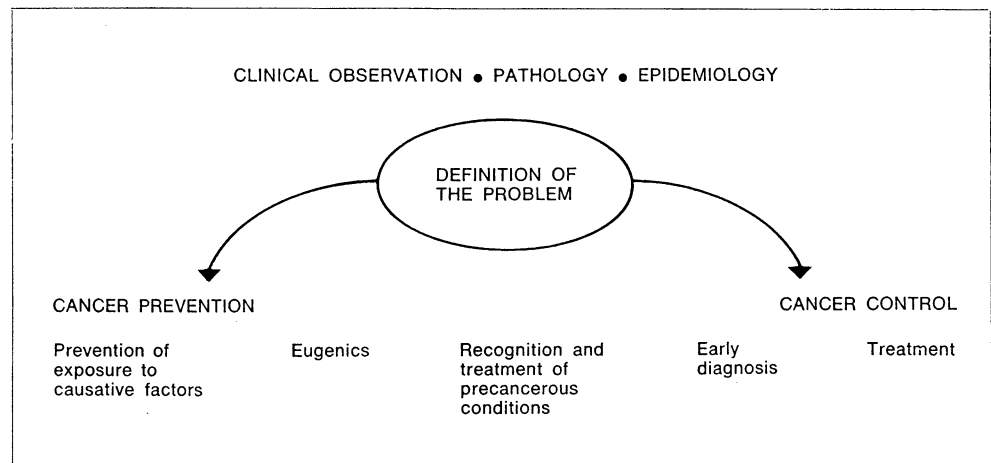 CLINICAL OBSERVATION • PATHOLOGY • EPIDEMIOLOGY
DEFINITION OF
THE PROBLEM
CANCER PREVENTION
CANCER CONTROL
Prevention of
exposure to
causative factors
Eugenics
Recognition and
treatment of
precancerous
conditions
Early
diagnosis
Treatment